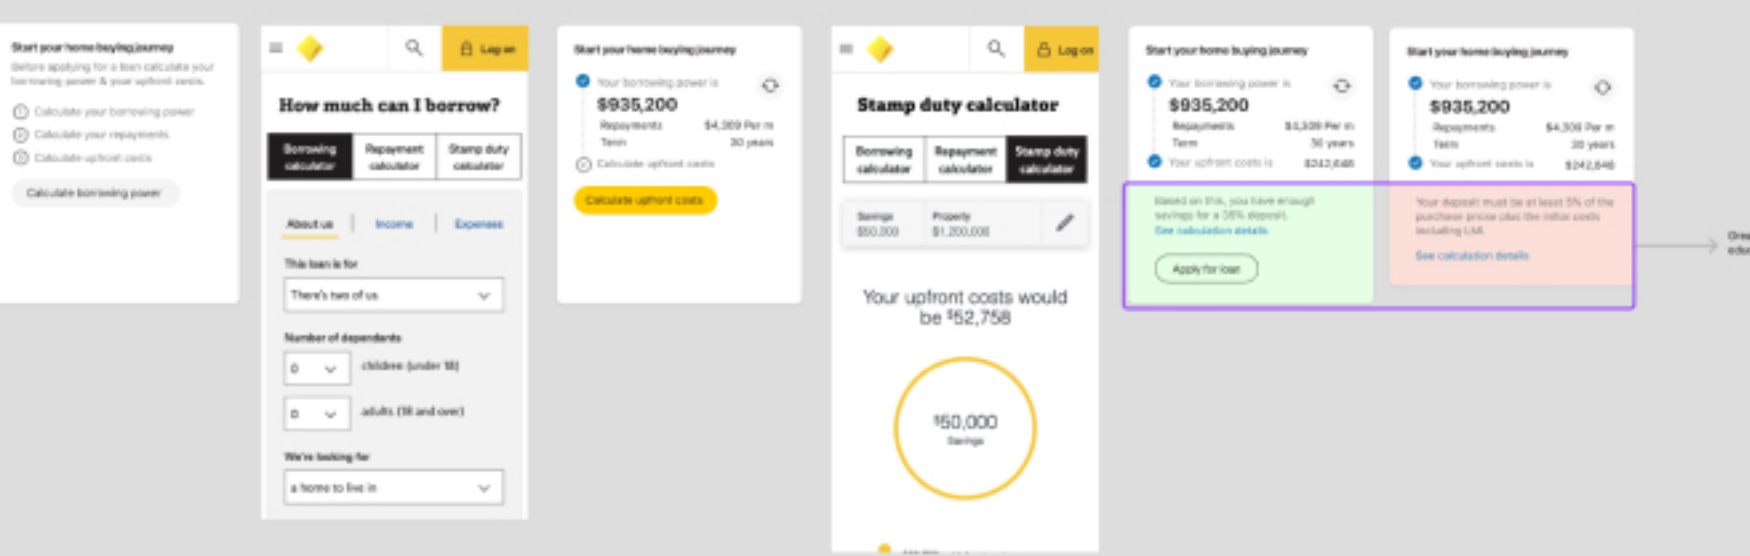 Start your home buying journey
Before applying for a loan calculate your
borrowing power & your upfront costs.
1 Calculate your borrowing power
2 Calculate your repayments
3 Calculate upfront costs
Calculate borrowing power
Log on
How much can I borrow?
Borrowing calculator
Repayment calculator
Stamp duty calculator
About us
Income
Expenses
This loan is for
There's two of us
Number of dependants
0 children (under 18)
0 adults (18 and over)
We're looking for
a home to live in
Start your home buying journey
Your borrowing power is
$935,200
Repayments $4,309 Per m
Term 30 years
Calculate upfront costs
Calculate upfront costs
Log on
Stamp duty calculator
Borrowing calculator
Repayment calculator
Stamp duty calculator
Savings
$50,000
Property
$1,200,000
Your upfront costs would
be $52,758
$50,000
Savings
Start your home buying journey
Your borrowing power is
$935,200
Repayments $4,309 Per m
Term 30 years
Your upfront costs is $242,648
Based on this, you have enough
savings for a 35% deposit.
See calculation details
Apply for loan
Start your home buying journey
Your borrowing power is
$935,200
Repayments $4,309 Per m
Term 30 years
Your upfront costs is $242,648
Your deposit must be at least 5% of the
purchase price plus the initial costs
including LMI.
See calculation details